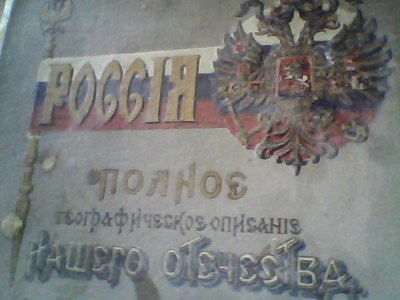 РОССІЯ
ПОЛНОЕ
ГЕОГРАФИЧЕСКОЕ ОПИСАНІЕ
НАШЕГО ОТЕЧЕСТВА